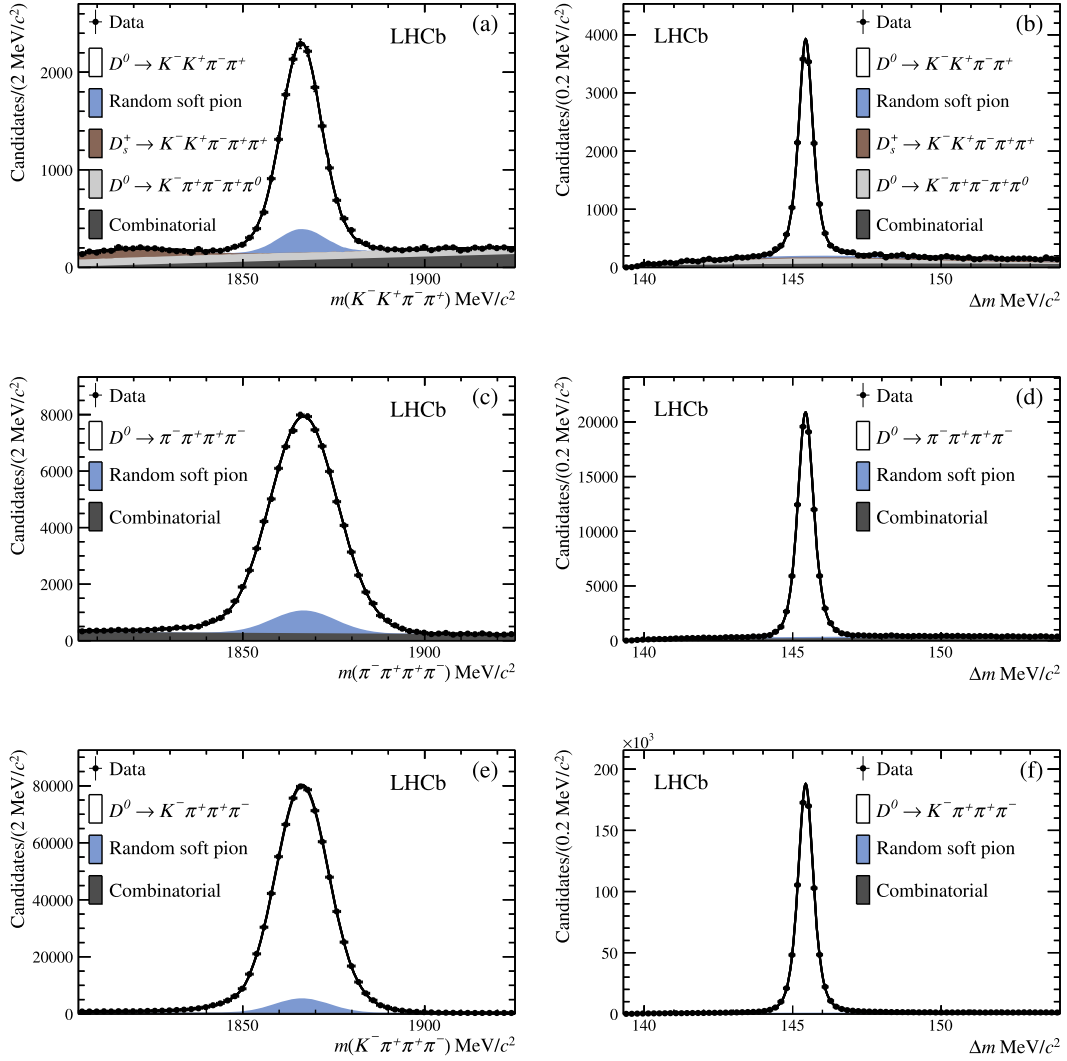 (a)
LHCb
Candidates/(2 MeV/c²)
Data
D⁰ → K⁻K⁺π⁻π⁺
Random soft pion
Dₛ⁺ → K⁻K⁺π⁻π⁺π⁺
D⁰ → K⁻π⁺π⁻π⁺π⁰
Combinatorial
2000
1000
0
1850 1900
m(K⁻K⁺π⁻π⁺) MeV/c²
(b)
LHCb
Candidates/(0.2 MeV/c²)
Data
D⁰ → K⁻K⁺π⁻π⁺
Random soft pion
Dₛ⁺ → K⁻K⁺π⁻π⁺π⁺
D⁰ → K⁻π⁺π⁻π⁺π⁰
Combinatorial
4000
3000
2000
1000
0
140 145 150
Δm MeV/c²
(c)
LHCb
Candidates/(2 MeV/c²)
Data
D⁰ → π⁻π⁺π⁺π⁻
Random soft pion
Combinatorial
8000
6000
4000
2000
0
1850 1900
m(π⁻π⁺π⁺π⁻) MeV/c²
(d)
LHCb
Candidates/(0.2 MeV/c²)
Data
D⁰ → π⁻π⁺π⁺π⁻
Random soft pion
Combinatorial
20000
15000
10000
5000
0
140 145 150
Δm MeV/c²
(e)
LHCb
Candidates/(2 MeV/c²)
Data
D⁰ → K⁻π⁺π⁺π⁻
Random soft pion
Combinatorial
80000
60000
40000
20000
0
1850 1900
m(K⁻π⁺π⁺π⁻) MeV/c²
×10³
(f)
LHCb
Candidates/(0.2 MeV/c²)
Data
D⁰ → K⁻π⁺π⁺π⁻
Random soft pion
Combinatorial
200
150
100
50
0
140 145 150
Δm MeV/c²